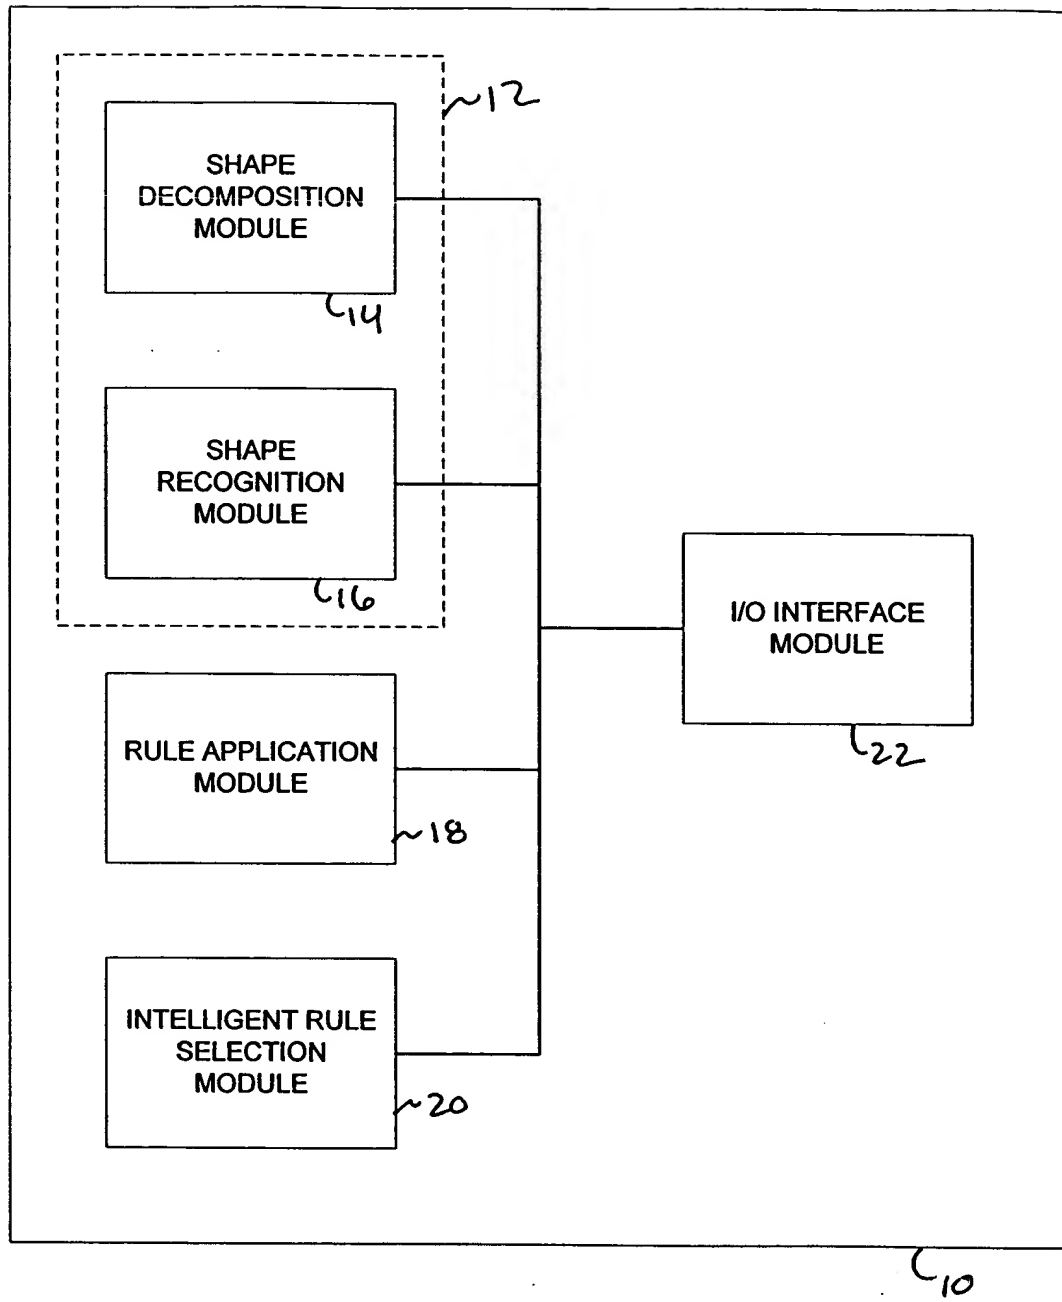 12
SHAPE
DECOMPOSITION
MODULE
14
SHAPE
RECOGNITION
MODULE
16
I/O INTERFACE
MODULE
22
RULE APPLICATION
MODULE
18
INTELLIGENT RULE
SELECTION
MODULE
20
10